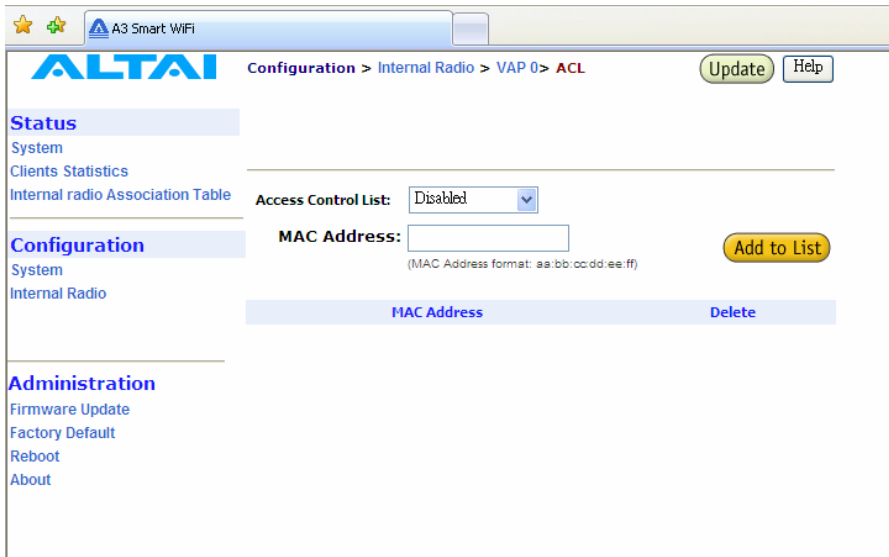 A3 Smart WiFi
ALTAI
Configuration > Internal Radio > VAP 0> ACL
Update
Help
Status
System
Clients Statistics
Internal radio Association Table
Configuration
System
Internal Radio
Administration
Firmware Update
Factory Default
Reboot
About
Access Control List: Disabled
MAC Address:
(MAC Address format: aa:bb:cc:dd:ee:ff)
Add to List
MAC Address Delete